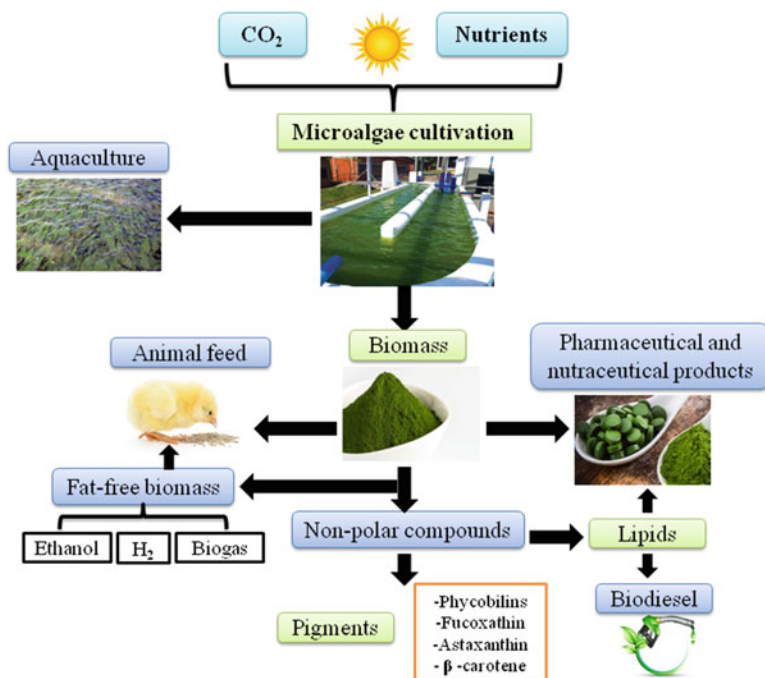 CO₂
Nutrients
Microalgae cultivation
Aquaculture
Biomass
Animal feed
Pharmaceutical and
nutraceutical products
Fat-free biomass
Ethanol
H₂
Biogas
Non-polar compounds
Lipids
Pigments
-Phycobilins
-Fucoxathin
-Astaxanthin
- β -carotene
Biodiesel